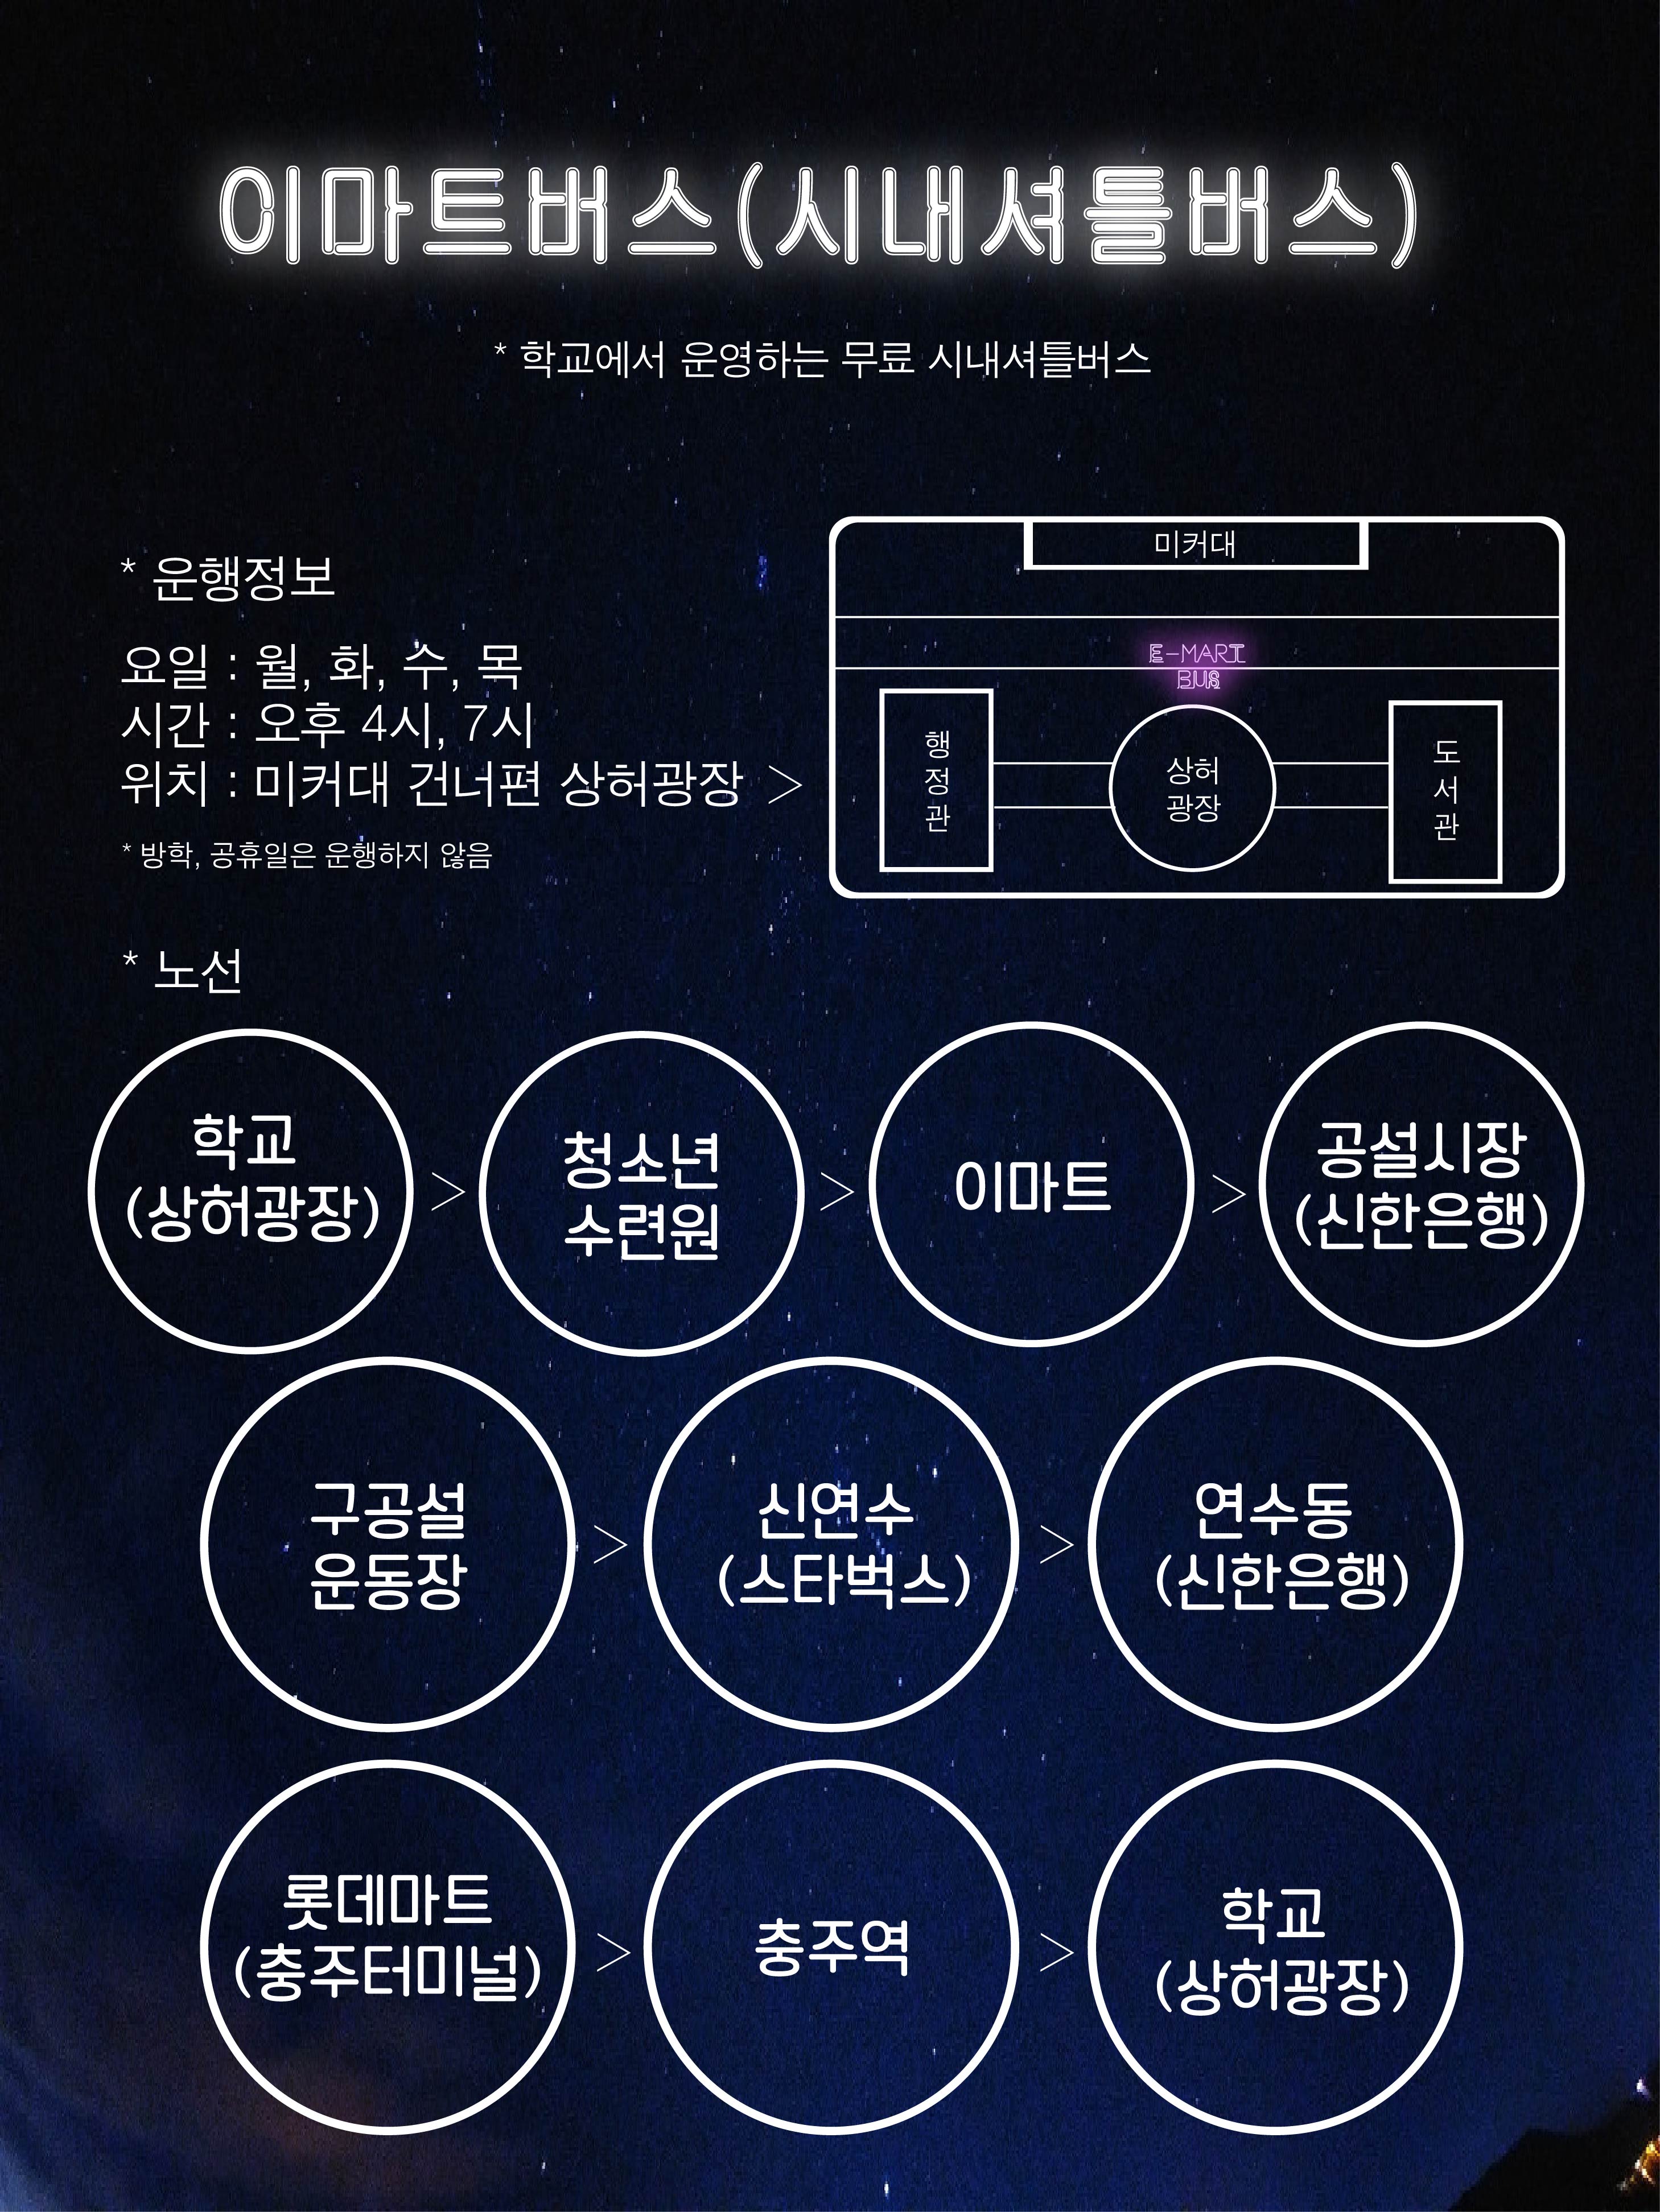 이마트버스(시내셔틀버스)
* 학교에서 운영하는 무료 시내셔틀버스
* 운행정보
요일 : 월, 화, 수, 목
시간 : 오후 4시, 7시
위치 : 미커대 건너편 상허광장 >
* 방학, 공휴일은 운행하지 않음
미커대
E-MART
BUS
행
정
관
상허
광장
도
서
관
* 노선
학교
(상허광장)
>
청소년
수련원
>
이마트
>
공설시장
(신한은행)
구공설
운동장
>
신연수
(스타벅스)
>
연수동
(신한은행)
롯데마트
(충주터미널)
>
충주역
>
학교
(상허광장)